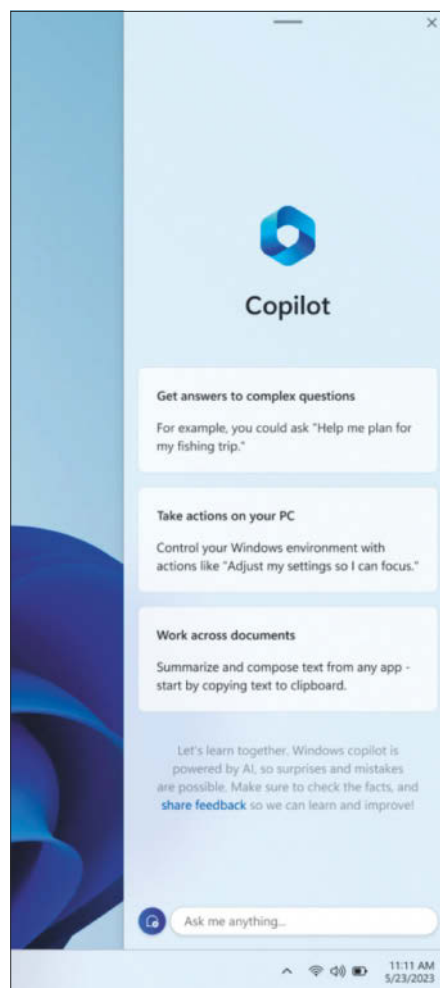 Copilot
Get answers to complex questions
For example, you could ask "Help me plan for
my fishing trip."
Take actions on your PC
Control your Windows environment with
actions like "Adjust my settings so I can focus."
Work across documents
Summarize and compose text from any app -
start by copying text to clipboard.
Let's learn together. Windows copilot is
powered by AI, so surprises and mistakes
are possible. Make sure to check the facts, and
share feedback so we can learn and improve!
Ask me anything...
11:11 AM
5/23/2023